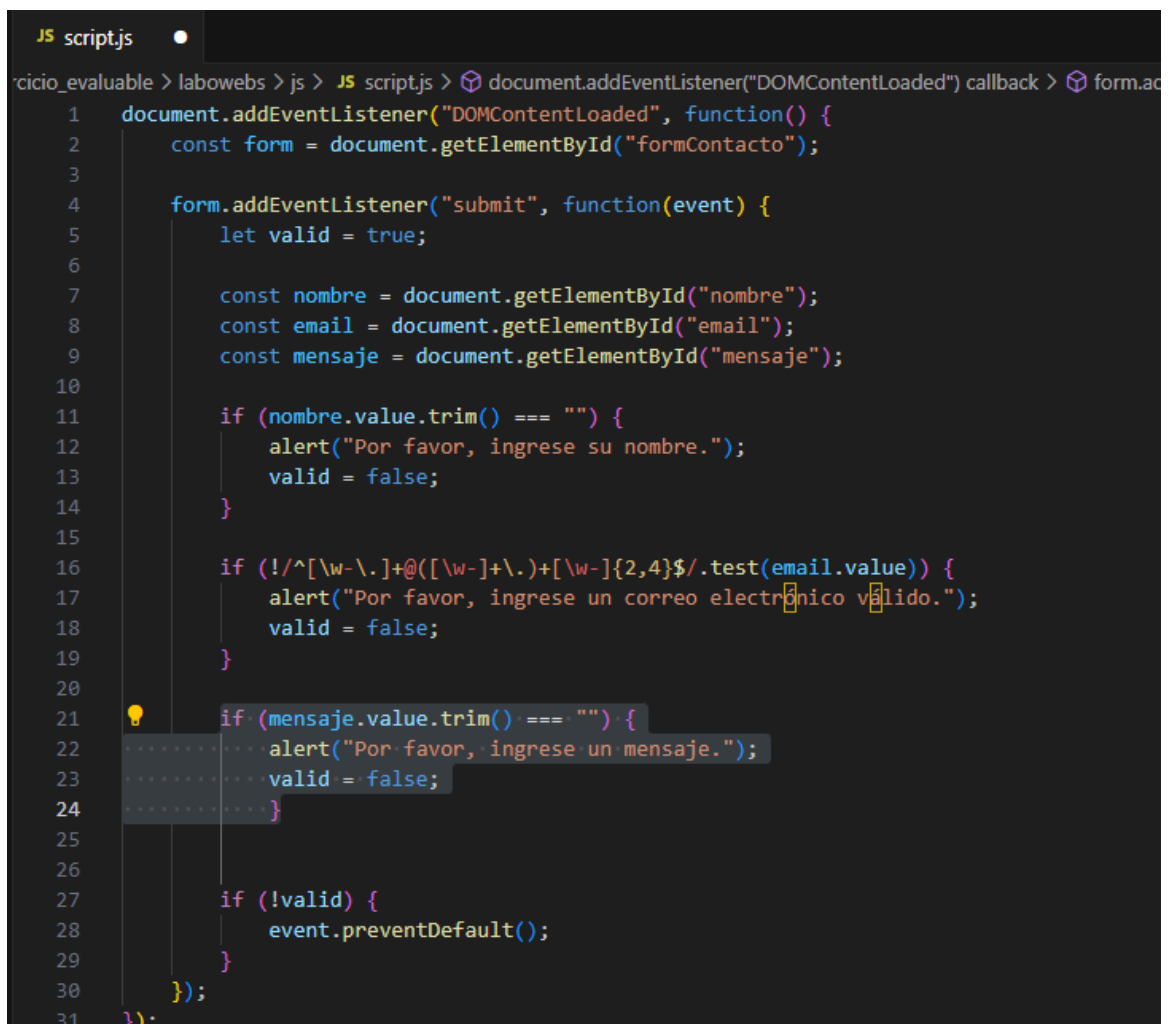 JS script.js
rcicio_evaluable > labowebs > js > JS script.js > document.addEventListener("DOMContentLoaded") callback > form.ac
1 document.addEventListener("DOMContentLoaded", function() {
2 const form = document.getElementById("formContacto");
3
4 form.addEventListener("submit", function(event) {
5 let valid = true;
6
7 const nombre = document.getElementById("nombre");
8 const email = document.getElementById("email");
9 const mensaje = document.getElementById("mensaje");
10
11 if (nombre.value.trim() === "") {
12 alert("Por favor, ingrese su nombre.");
13 valid = false;
14 }
15
16 if (!/^[\w-\.]+@([\w-]+\.)+[\w-]{2,4}$/.test(email.value)) {
17 alert("Por favor, ingrese un correo electrónico válido.");
18 valid = false;
19 }
20
21 if (mensaje.value.trim() === "") {
22 alert("Por favor, ingrese un mensaje.");
23 valid = false;
24 }
25
26
27 if (!valid) {
28 event.preventDefault();
29 }
30 });
31 });